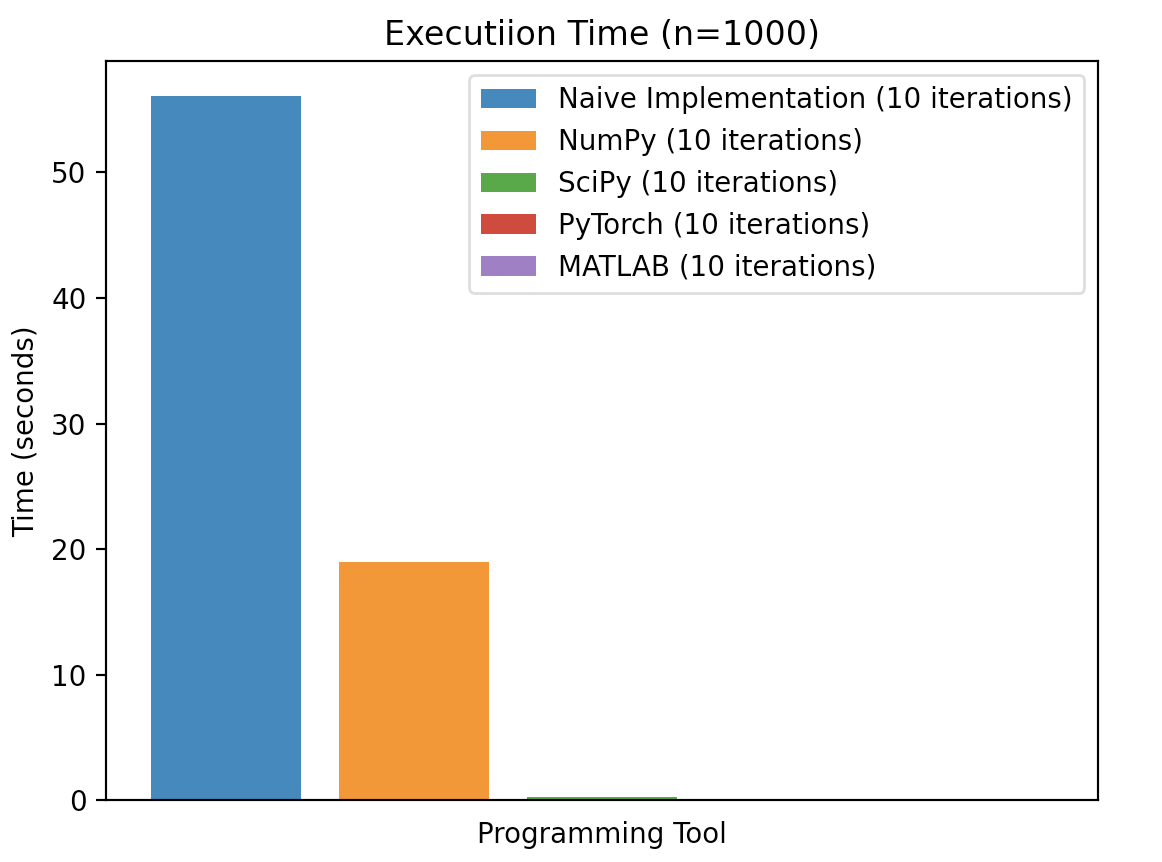 Executiion Time (n=1000)
Naive Implementation (10 iterations)
NumPy (10 iterations)
SciPy (10 iterations)
PyTorch (10 iterations)
MATLAB (10 iterations)
50
40
30
20
10
0
Time (seconds)
Programming Tool